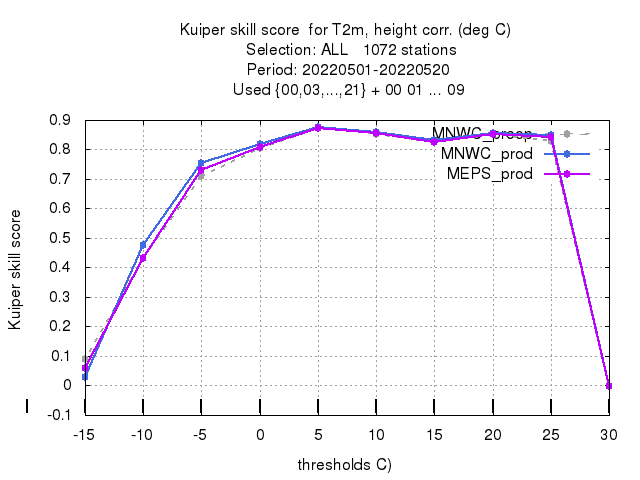 Kuiper skill score for T2m, height corr. (deg C)
Selection: ALL 1072 stations
Period: 20220501-20220520
Used {00,03,...,21} + 00 01 ... 09
Kuiper skill score
0.9
0.8
0.7
0.6
0.5
0.4
0.3
0.2
0.1
0
-0.1
MNWC_preop
MNWC_prod
MEPS_prod
-15 -10 -5 0 5 10 15 20 25 30
thresholds C)